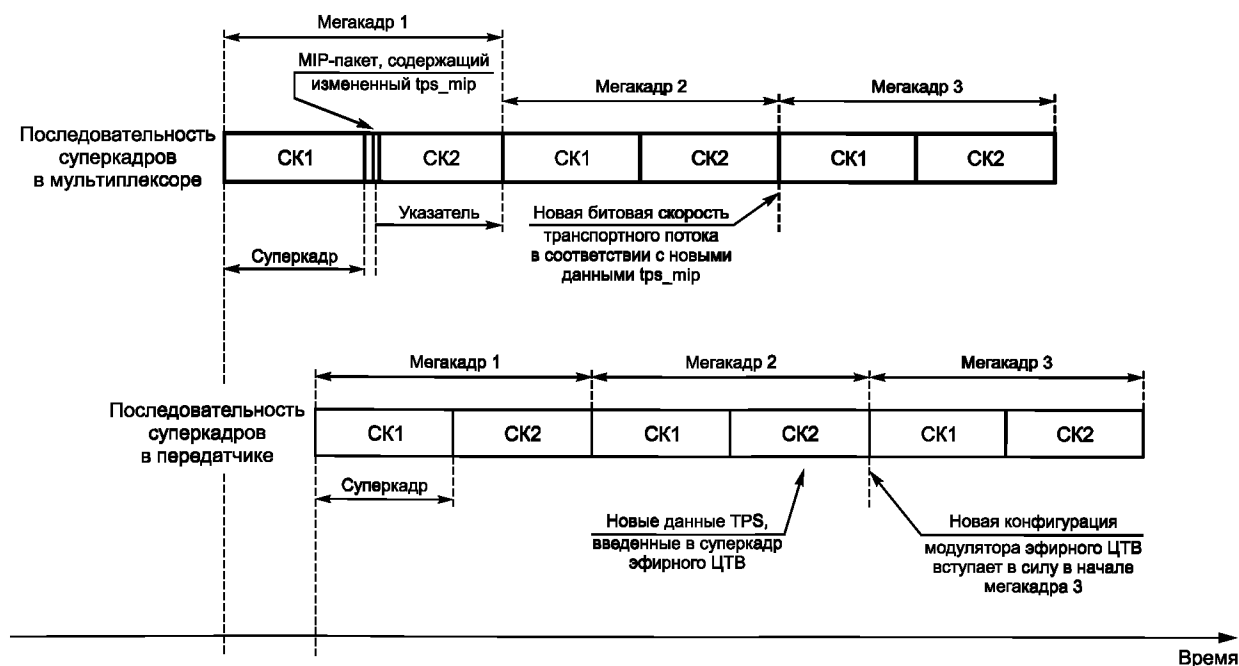 Мегакадр 1
MIP-пакет, содержащий
измененный tps_mip
Мегакадр 2
Мегакадр 3
Последовательность
суперкадров
в мультиплексоре
СК1
СК2
СК1
СК2
СК1
СК2
Указатель
Суперкадр
Новая битовая скорость
транспортного потока
в соответствии с новыми
данными tps_mip
Мегакадр 1
Мегакадр 2
Мегакадр 3
Последовательность
суперкадров
в передатчике
СК1
СК2
СК1
СК2
СК1
СК2
Суперкадр
Новые данные TPS,
введенные в суперкадр
эфирного ЦТВ
Новая конфигурация
модулятора эфирного ЦТВ
вступает в силу в начале
мегакадра 3
Время